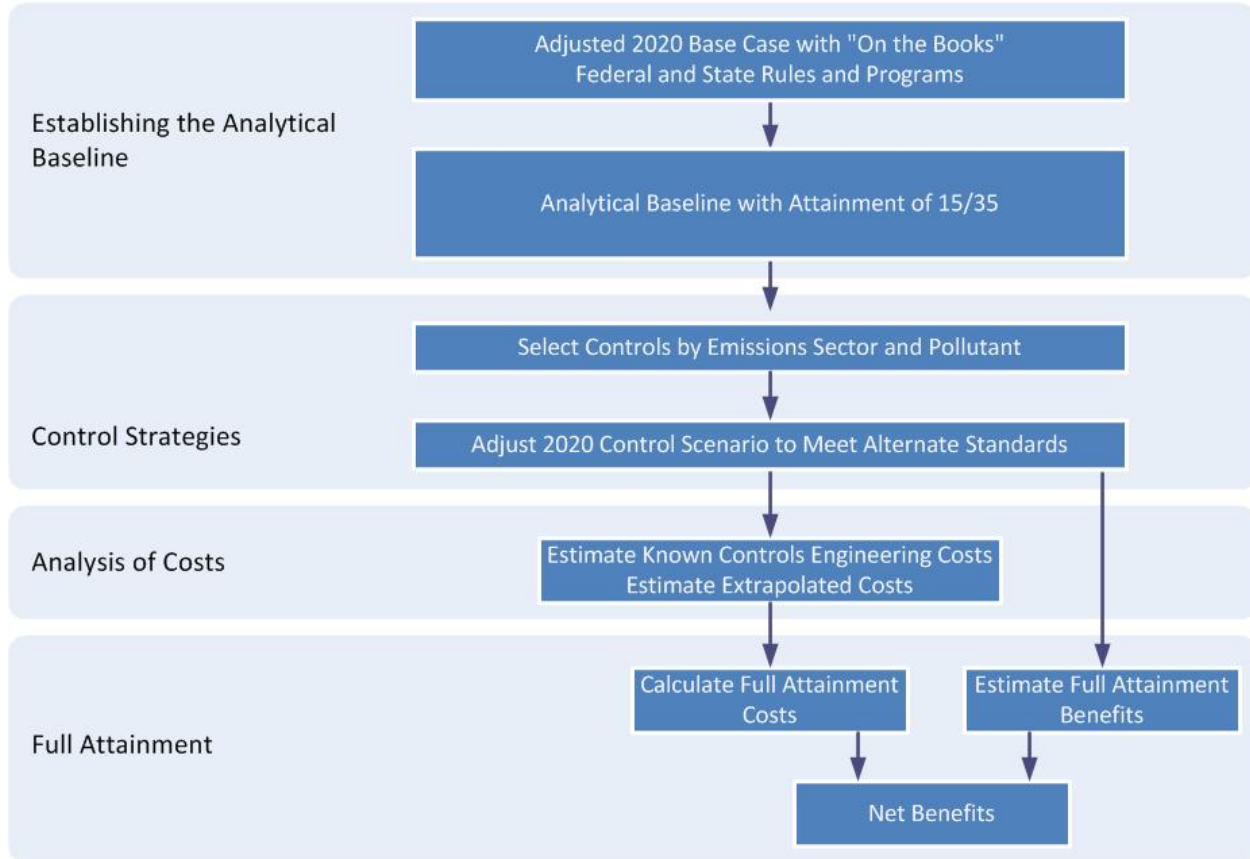 Adjusted 2020 Base Case with "On the Books"
Federal and State Rules and Programs
Establishing the Analytical
Baseline
Analytical Baseline with Attainment of 15/35
Select Controls by Emissions Sector and Pollutant
Control Strategies
Adjust 2020 Control Scenario to Meet Alternate Standards
Analysis of Costs
Estimate Known Controls Engineering Costs
Estimate Extrapolated Costs
Full Attainment
Calculate Full Attainment
Costs
Estimate Full Attainment
Benefits
Net Benefits